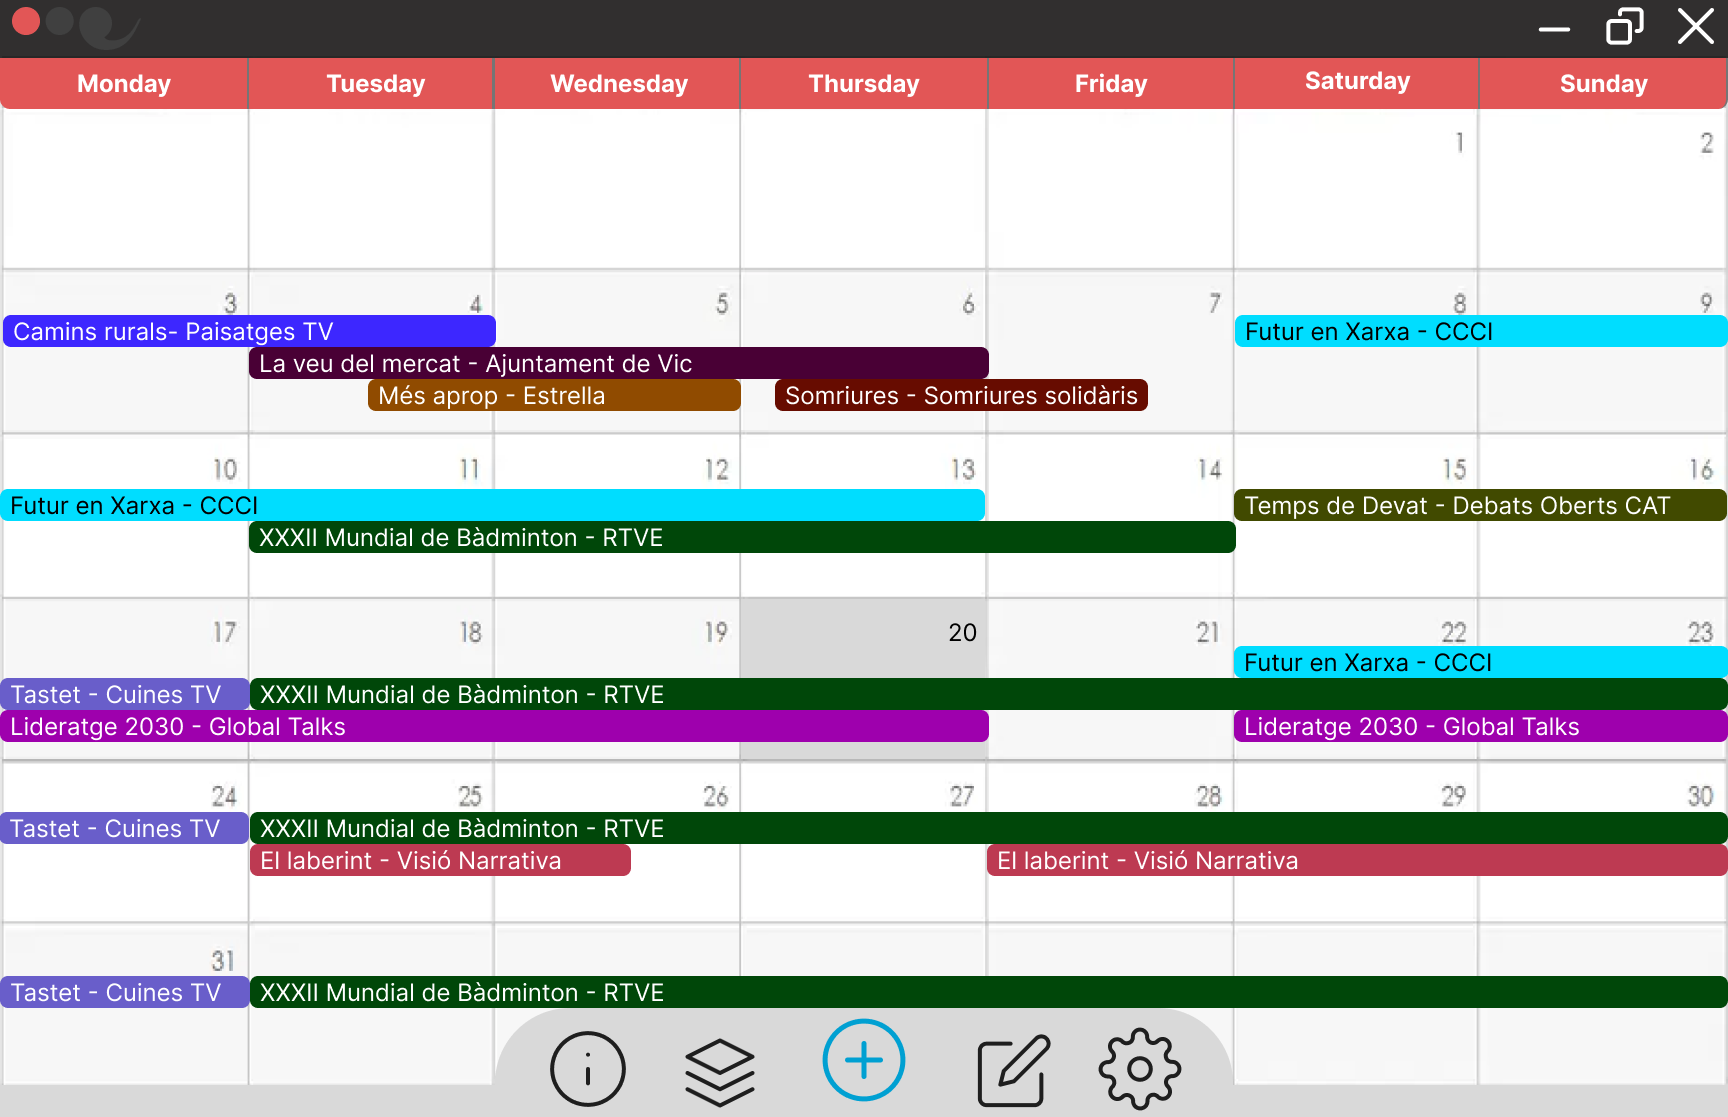 Monday Tuesday Wednesday Thursday Friday Saturday Sunday
1 2
3 4 5 6 7 8 9
Camins rurals- Paisatges TV Futur en Xarxa - CCCI
La veu del mercat - Ajuntament de Vic
Més aprop - Estrella Somriures - Somriures solidàris
10 11 12 13 14 15 16
Futur en Xarxa - CCCI Temps de Devat - Debats Oberts CAT
XXXII Mundial de Bàdminton - RTVE
17 18 19 20 21 22 23
Futur en Xarxa - CCCI
Tastet - Cuines TV XXXII Mundial de Bàdminton - RTVE
Lideratge 2030 - Global Talks Lideratge 2030 - Global Talks
24 25 26 27 28 29 30
Tastet - Cuines TV XXXII Mundial de Bàdminton - RTVE
El laberint - Visió Narrativa El laberint - Visió Narrativa
31
Tastet - Cuines TV XXXII Mundial de Bàdminton - RTVE